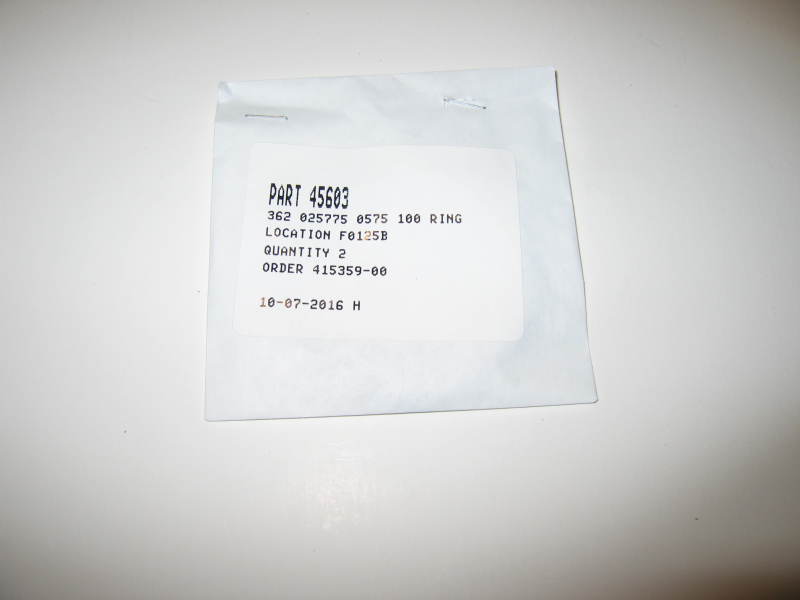 PART 45603
362 025775 0575 100 RING
LOCATION F0125B
QUANTITY 2
ORDER 415359-00
10-07-2016 H